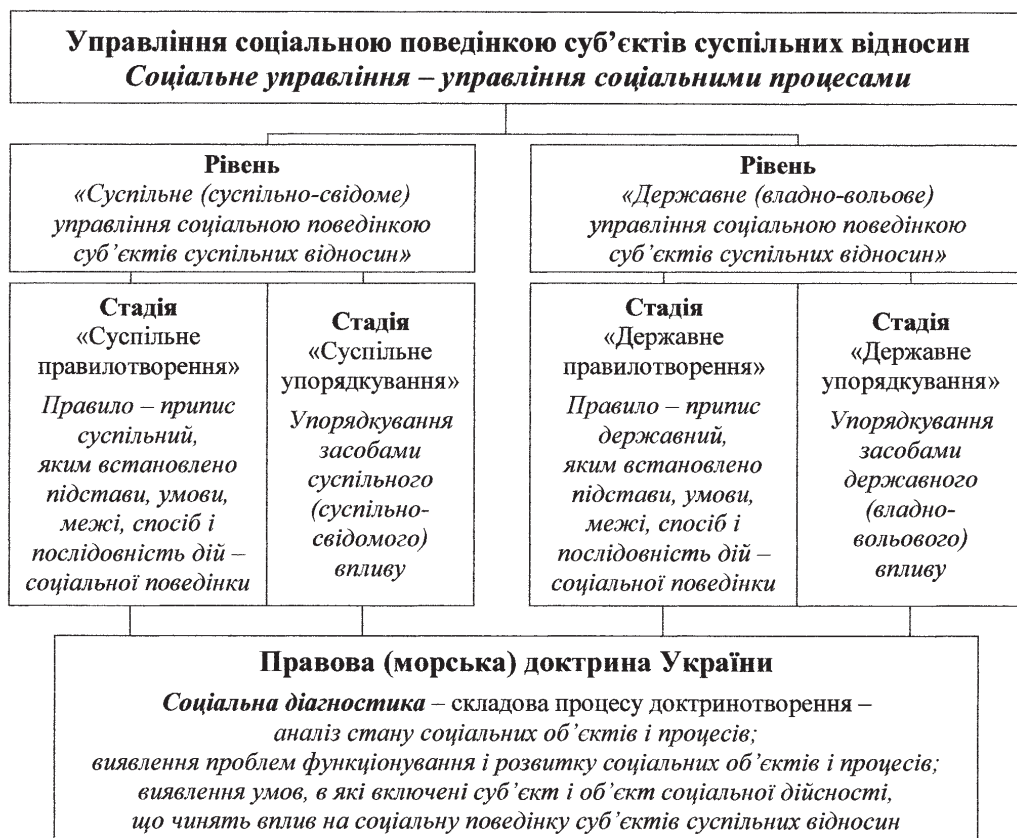 Управління соціальною поведінкою суб’єктів суспільних відносин
Соціальне управління – управління соціальними процесами
Рівень
«Суспільне (суспільно-свідоме)
управління соціальною поведінкою
суб’єктів суспільних відносин»
Рівень
«Державне (владно-вольове)
управління соціальною поведінкою
суб’єктів суспільних відносин»
Стадія
«Суспільне
правилотворення»
Правило – припис
суспільний,
яким встановлено
підстави, умови,
межі, спосіб і
послідовність дій –
соціальної поведінки
Стадія
«Суспільне
упорядкування»
Упорядкування
засобами
суспільного
(суспільно-
свідомого)
впливу
Стадія
«Державне
правилотворення»
Правило – припис
державний,
яким встановлено
підстави, умови,
межі, спосіб і
послідовність дій –
соціальної поведінки
Стадія
«Державне
упорядкування»
Упорядкування
засобами
державного
(владно-
вольового)
впливу
Правова (морська) доктрина України
Соціальна діагностика – складова процесу доктринотворення –
аналіз стану соціальних об’єктів і процесів;
виявлення проблем функціонування і розвитку соціальних об’єктів і процесів;
виявлення умов, в які включені суб’єкт і об’єкт соціальної дійсності,
що чинять вплив на соціальну поведінку суб’єктів суспільних відносин